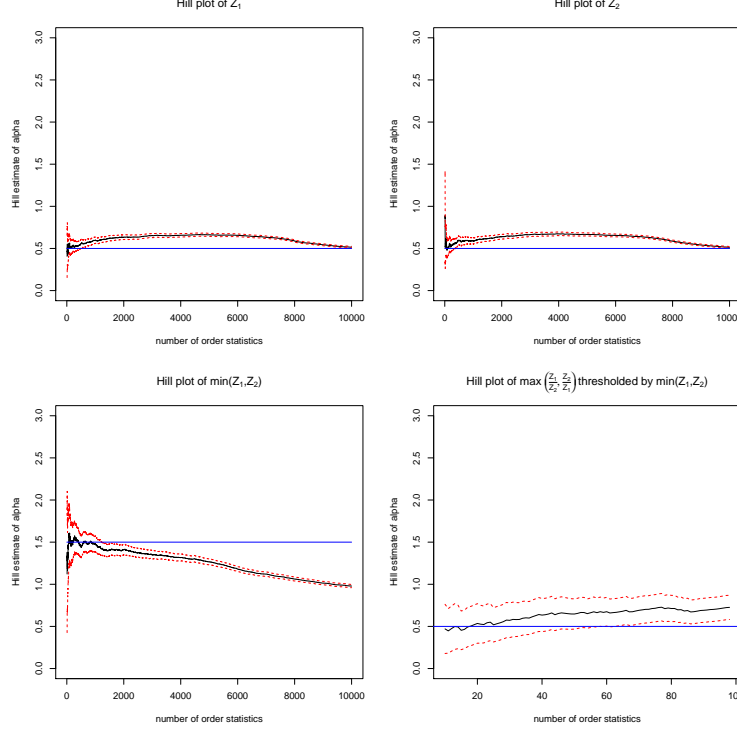 Hill plot of Z₁
Hill estimate of alpha
0.0 0.5 1.0 1.5 2.0 2.5 3.0
0 2000 4000 6000 8000 10000
number of order statistics
Hill plot of Z₂
Hill estimate of alpha
0.0 0.5 1.0 1.5 2.0 2.5 3.0
0 2000 4000 6000 8000 1000
number of order statistics
Hill plot of min(Z₁,Z₂)
Hill estimate of alpha
0.0 0.5 1.0 1.5 2.0 2.5 3.0
0 2000 4000 6000 8000 10000
number of order statistics
Hill plot of max (Z₁/Z₂, Z₂/Z₁) thresholded by min(Z₁,Z₂)
Hill estimate of alpha
0.0 0.5 1.0 1.5 2.0 2.5 3.0
20 40 60 80 10
number of order statistics